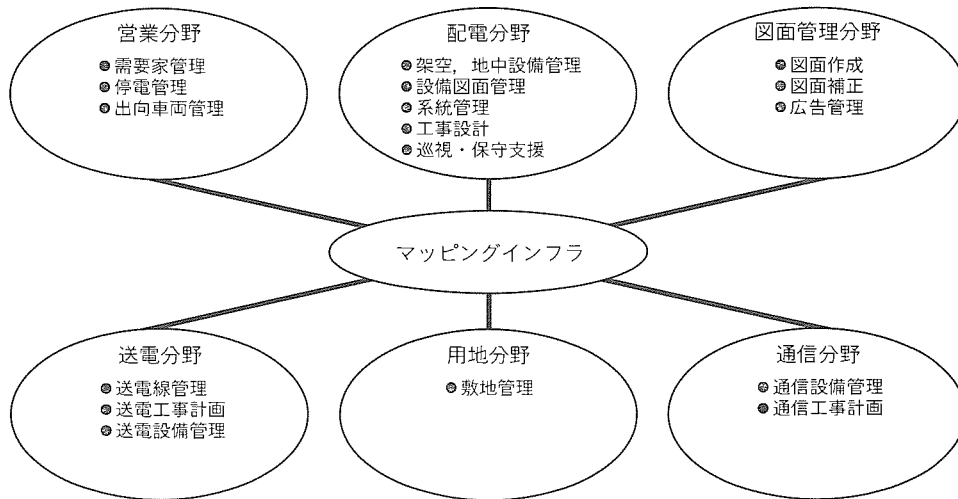 営業分野
●需要家管理
●停電管理
●出向車両管理
配電分野
●架空，地中設備管理
●設備図面管理
●系統管理
●工事設計
●巡視・保守支援
図面管理分野
●図面作成
●図面補正
●広告管理
マッピングインフラ
送電分野
●送電線管理
●送電工事計画
●送電設備管理
用地分野
●敷地管理
通信分野
●通信設備管理
●通信工事計画